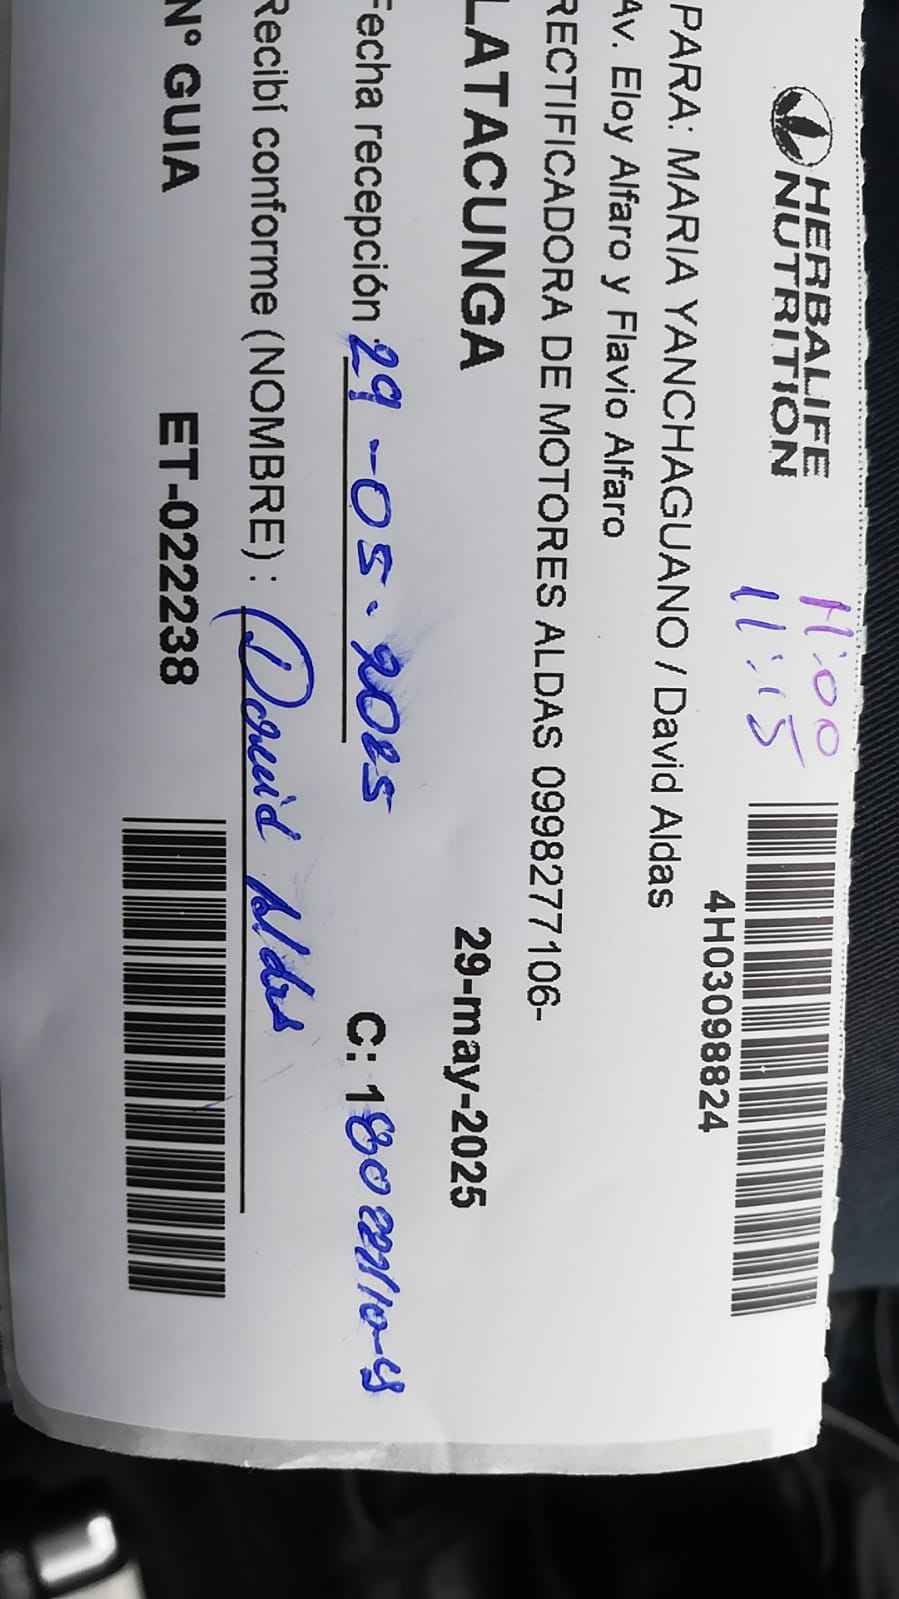 HERBALIFE
NUTRITION
11:00
11:15
4H03098824
PARA: MARIA YANCHAGUANO / David Aldas
Av. Eloy Alfaro y Flavio Alfaro
RECTIFICADORA DE MOTORES ALDAS 0998277106-
LATACUNGA 29-may-2025
Fecha recepción 29-05-2025 C:
Recibí conforme (NOMBRE) : David Aldas
N° GUIA ET-022238